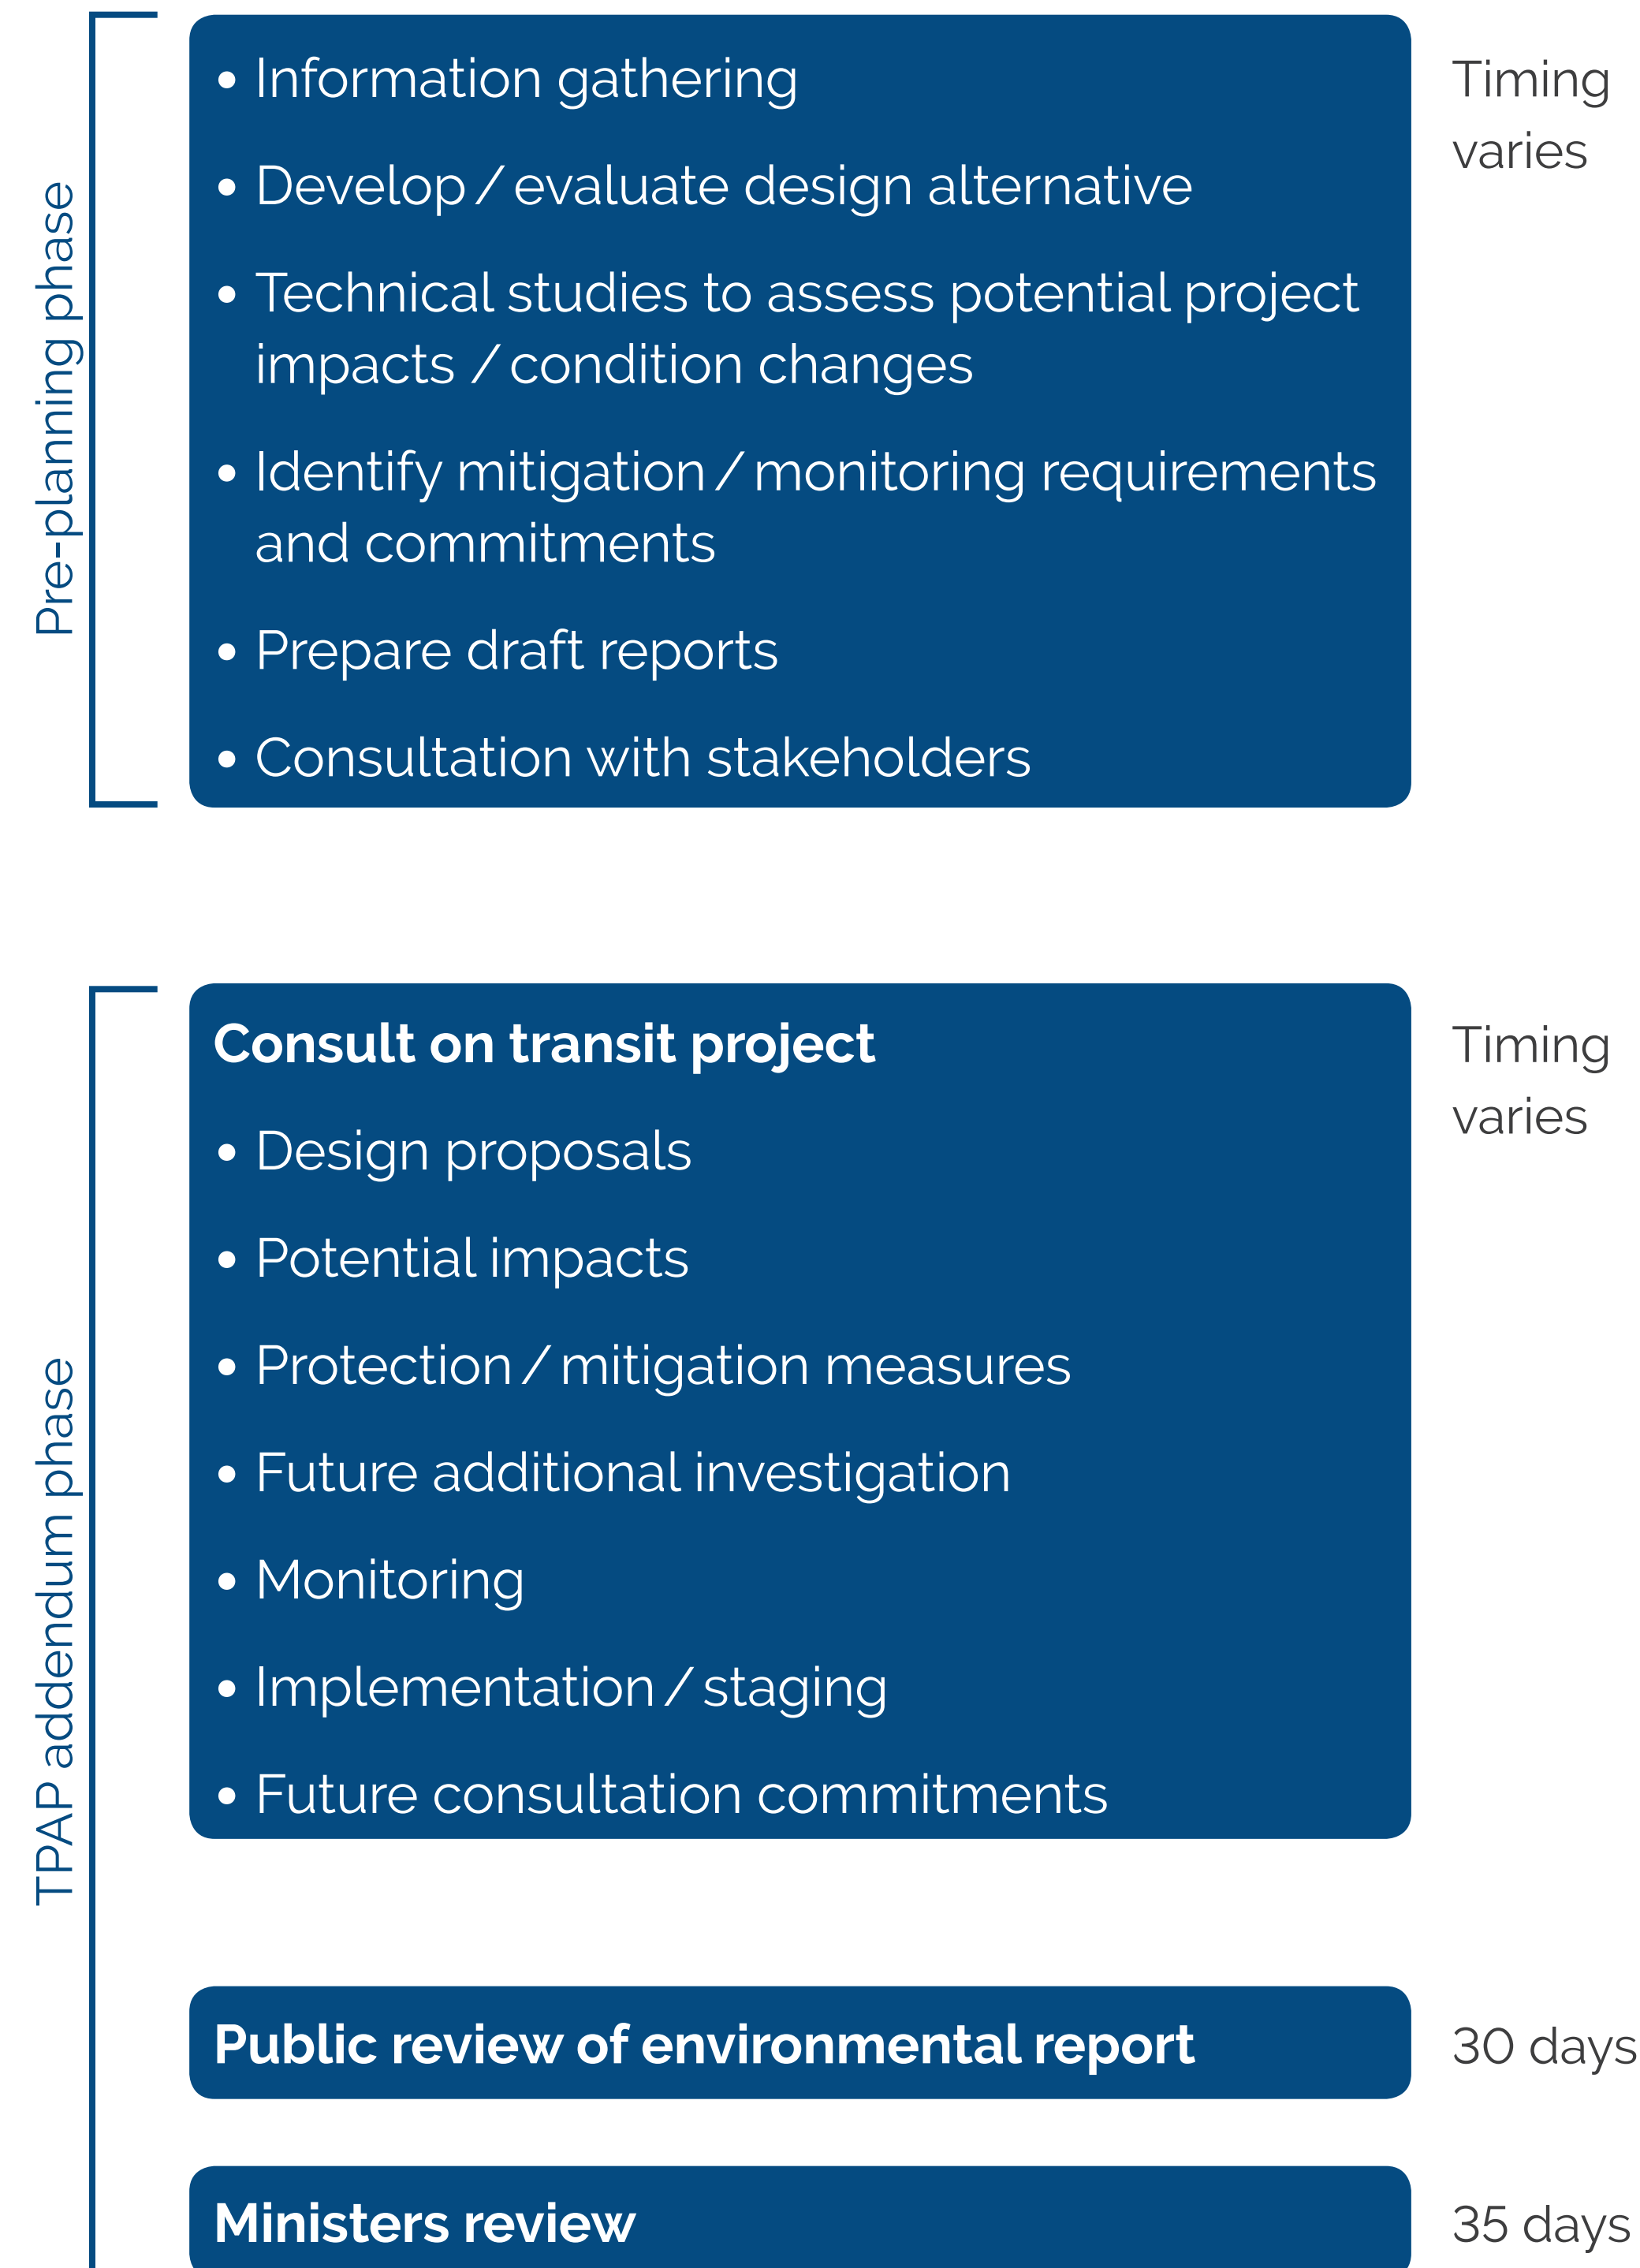 Pre-planning phase
• Information gathering
• Develop / evaluate design alternative
• Technical studies to assess potential project
impacts / condition changes
• Identify mitigation / monitoring requirements
and commitments
• Prepare draft reports
• Consultation with stakeholders
Timing
varies
TPAP addendum phase
Consult on transit project
• Design proposals
• Potential impacts
• Protection / mitigation measures
• Future additional investigation
• Monitoring
• Implementation / staging
• Future consultation commitments
Timing
varies
Public review of environmental report
30 days
Ministers review
35 days